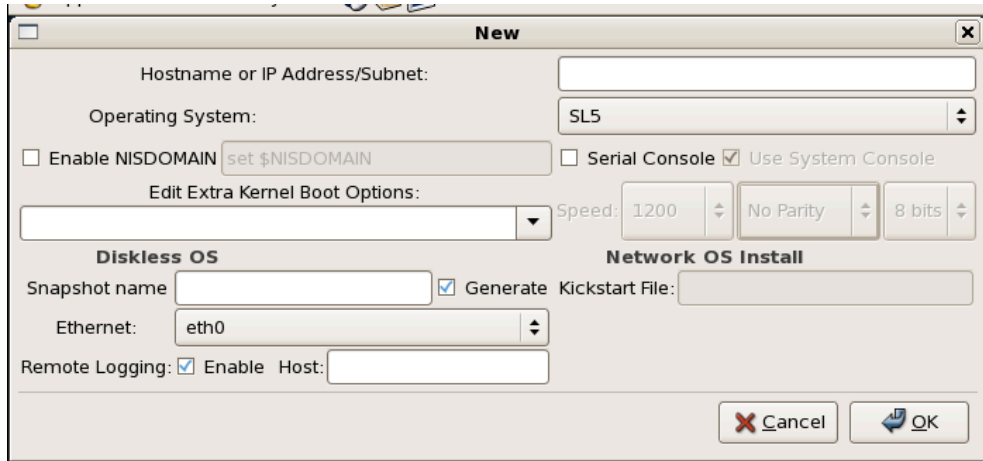 New
Hostname or IP Address/Subnet:
Operating System: SL5
Enable NISDOMAIN set $NISDOMAIN Serial Console Use System Console
Edit Extra Kernel Boot Options:
Speed: 1200 No Parity 8 bits
Diskless OS Network OS Install
Snapshot name Generate Kickstart File:
Ethernet: eth0
Remote Logging: Enable Host:
Cancel OK